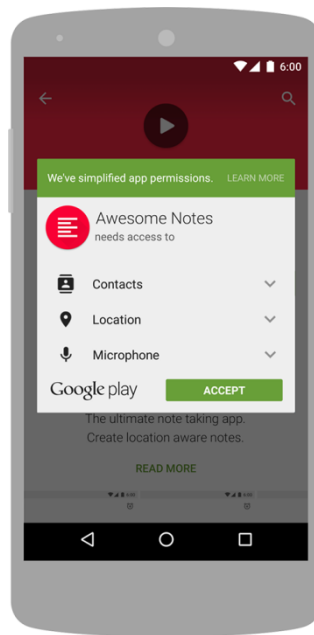 6:00
We've simplified app permissions. LEARN MORE
Awesome Notes
needs access to
Contacts
Location
Microphone
Google play ACCEPT
The ultimate note taking app.
Create location aware notes.
READ MORE